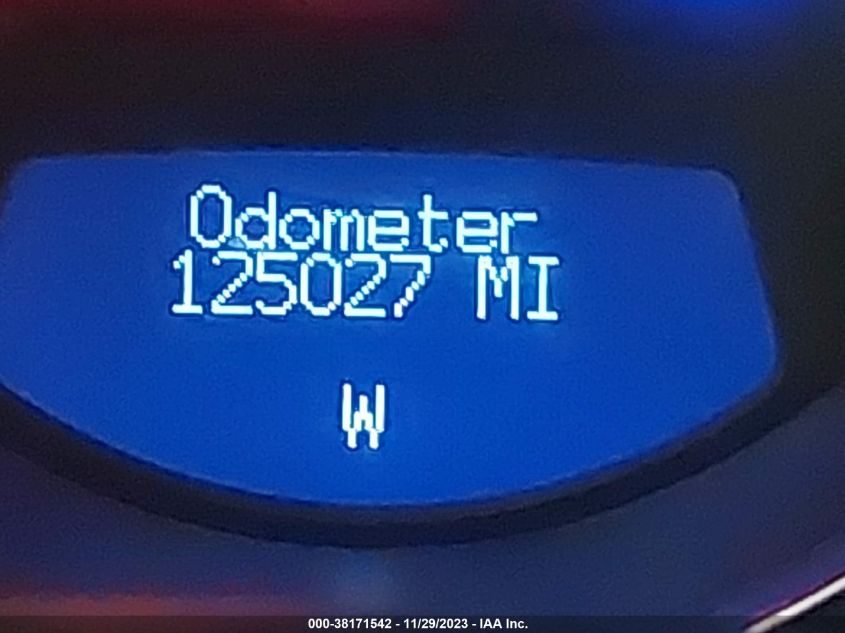 Odometer
125027 MI
W
000-38171542 - 11/29/2023 - IAA Inc.